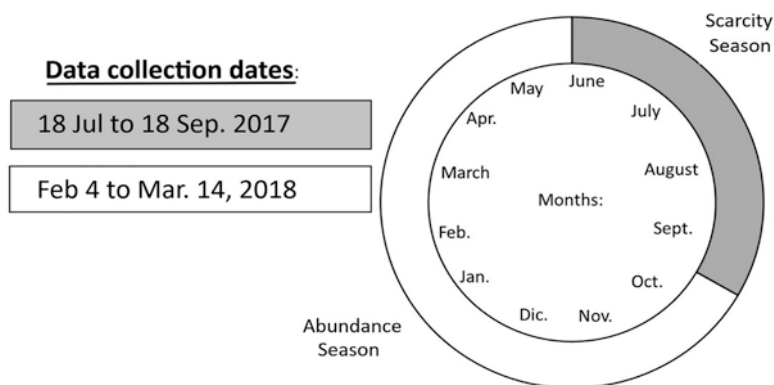 Data collection dates:
18 Jul to 18 Sep. 2017
Feb 4 to Mar. 14, 2018
Scarcity
Season
June
July
August
Sept.
Oct.
Nov.
Dic.
Jan.
Feb.
March
Apr.
May
Months:
Abundance
Season